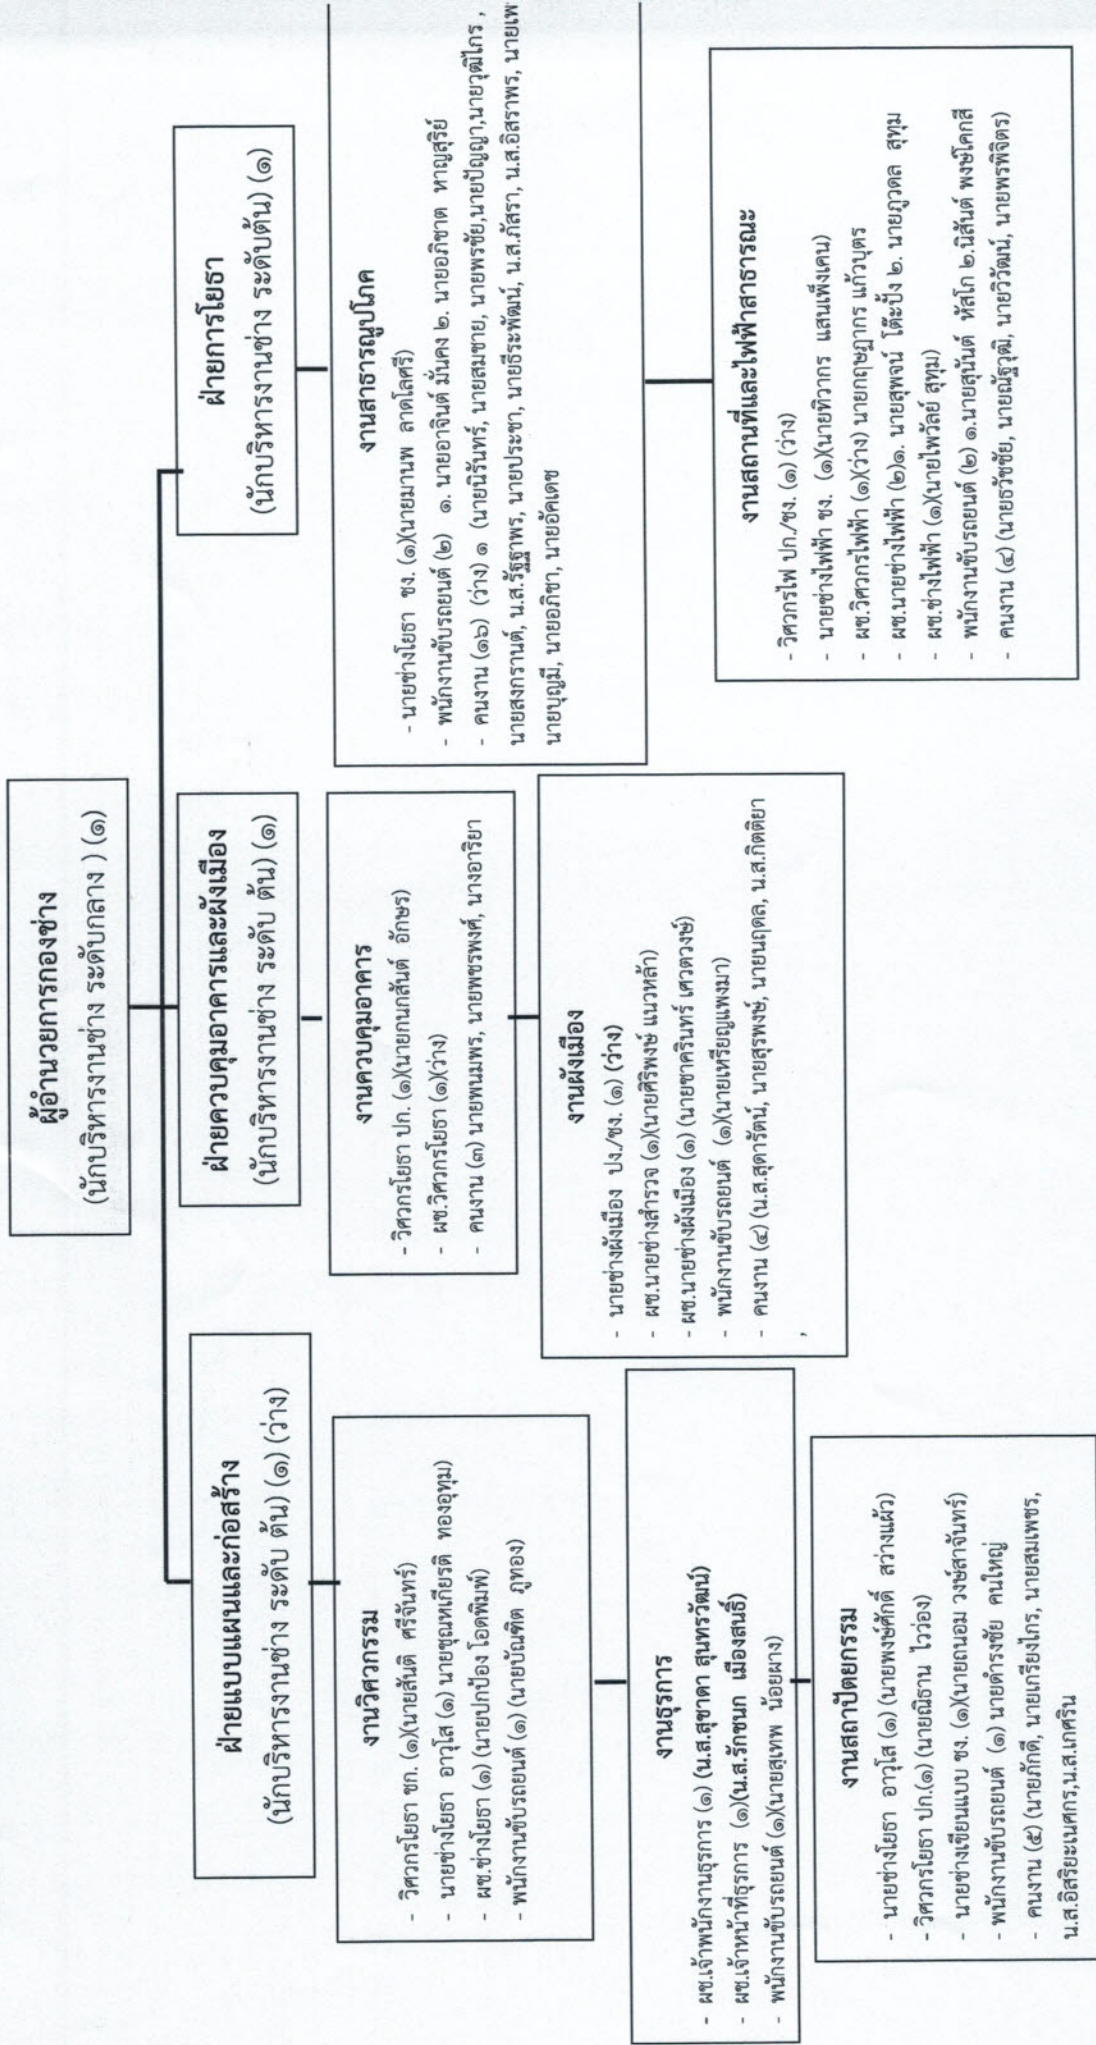 ผู้อำนวยการกองช่าง
(นักบริหารงานช่าง ระดับกลาง ) (๑)
ฝ่ายแบบแผนและก่อสร้าง
(นักบริหารงานช่าง ระดับ ต้น) (๑) (ว่าง)
งานวิศวกรรม
- วิศวกรโยธา ชก. (๑)(นายสันติ ศรีจันทร์)
- นายช่างโยธา อาวุโส (๑) นายชุณหเกียรติ ทองอุทุม)
- ผช.ช่างโยธา (๑) (นายปกป้อง โอดพิมพ์)
- พนักงานขับรถยนต์ (๑) (นายบัณฑิต ภูทอง)
งานธุรการ
- ผช.เจ้าพนักงานธุรการ (๑) (น.ส.สุชาดา สุนทรวัฒน์)
- ผช.เจ้าหน้าที่ธุรการ (๑)(น.ส.รักชนก เมืองสนธิ์)
- พนักงานขับรถยนต์ (๑)(นายสุเทพ น้อยผาง)
งานสถาปัตยกรรม
- นายช่างโยธา อาวุโส (๑) (นายพงษ์ศักดิ์ สว่างแผ้ว)
- วิศวกรโยธา ปก.(๑) (นายณิธาน ไวว่อง)
- นายช่างเขียนแบบ ชง. (๑)(นายถนอม วงษ์สาจันทร์)
- พนักงานขับรถยนต์ (๑) นายดำรงชัย คนใหญ่
- คนงาน (๕) (นายภักดี, นายเกรียงไกร, นายสมเพชร,
น.ส.อิสริยะเนศกร,น.ส.เกศริน
ฝ่ายควบคุมอาคารและผังเมือง
(นักบริหารงานช่าง ระดับ ต้น) (๑)
งานควบคุมอาคาร
- วิศวกรโยธา ปก. (๑)(นายกนกสันต์ อักษร)
- ผช.วิศวกรโยธา (๑)(ว่าง)
- คนงาน (๓) นายพนมพร, นายพชรพงศ์, นางอาริยา
งานผังเมือง
- นายช่างผังเมือง ปง./ชง. (๑) (ว่าง)
- ผช.นายช่างสำรวจ (๑)(นายศิริพงษ์ แนวหล้า)
- ผช.นายช่างผังเมือง (๑) (นายชาครินทร์ เศวตวงษ์)
- พนักงานขับรถยนต์ (๑)(นายเหรียญแพงมา)
- คนงาน (๔) (น.ส.สุดารัตน์, นายสุรพงษ์, นายนฤดล, น.ส.กิตติยา
,
ฝ่ายการโยธา
(นักบริหารงานช่าง ระดับต้น) (๑)
งานสาธารณูปโภค
- นายช่างโยธา ชง. (๑)(นายมานพ ลาดโลศรี)
- พนักงานขับรถยนต์ (๒) ๑. นายอาจินต์ มั่นคง ๒. นายอภิชาต หาญสุริย์
- คนงาน (๑๖) (ว่าง) ๑ (นายนิรันทร์, นายสมชาย, นายพรชัย,นายปัญญา,นายวุฒิไกร ,
นายสงกรานต์, น.ส.รัฐฐาพร, นายประชา, นายธีระพัฒน์, น.ส.ภัสรา, น.ส.อิสราพร, นายเพ
นายบุญมี, นายอภิชา, นายอัคเดช
งานสถานที่และไฟฟ้าสาธารณะ
- วิศวกรไฟ ปก./ชง. (๑) (ว่าง)
- นายช่างไฟฟ้า ชง. (๑)(นายทิวากร แสนเพ็งเคน)
- ผช.วิศวกรไฟฟ้า (๑)(ว่าง) นายกฤษฎากร แก้วบุตร
- ผช.นายช่างไฟฟ้า (๒)๑. นายสุพจน์ โต๊ะปั้ง ๒. นายภูวดล สุทุม
- ผช.ช่างไฟฟ้า (๑)(นายไพวัลย์ สุทุม)
- พนักงานขับรถยนต์ (๒) ๑.นายสุนันต์ หัสโก ๒.นิสันต์ พงษ์โคกสี
- คนงาน (๔) (นายธวัชชัย, นายณัฐวุฒิ, นายวิวัฒน์, นายพรพิจิตร)